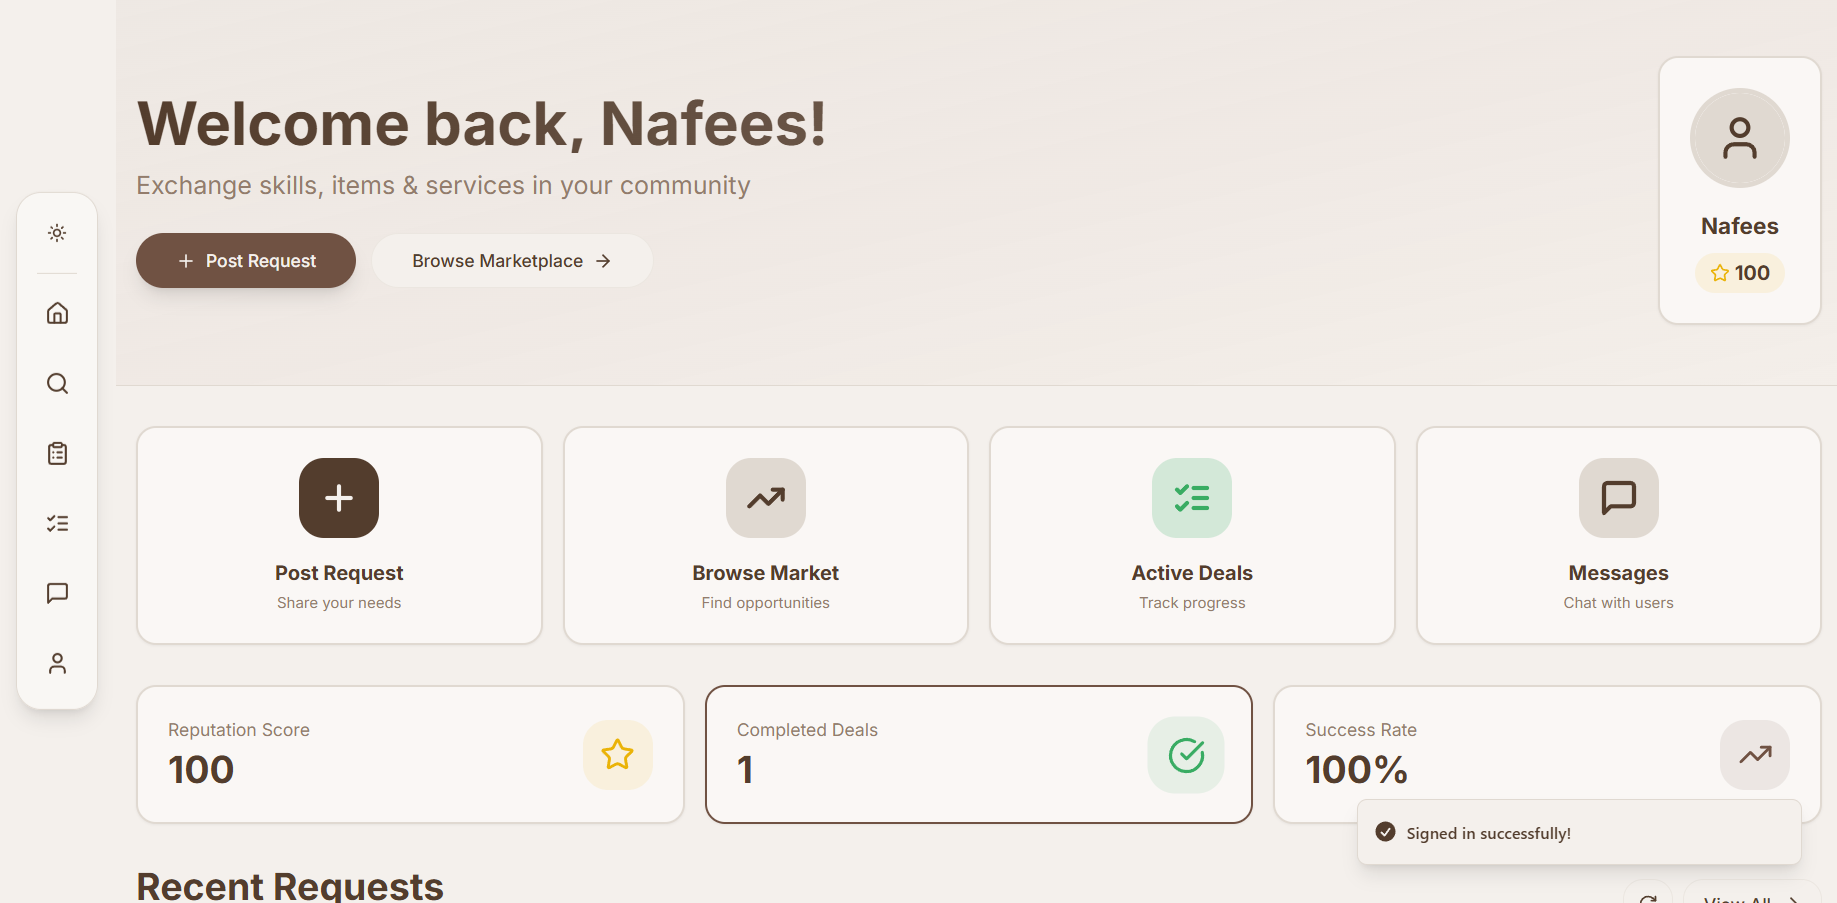 Welcome back, Nafees!
Exchange skills, items & services in your community
Post Request
Browse Marketplace
Nafees
100
Post Request
Share your needs
Browse Market
Find opportunities
Active Deals
Track progress
Messages
Chat with users
Reputation Score
100
Completed Deals
1
Success Rate
100%
Signed in successfully!
Recent Requests
View All